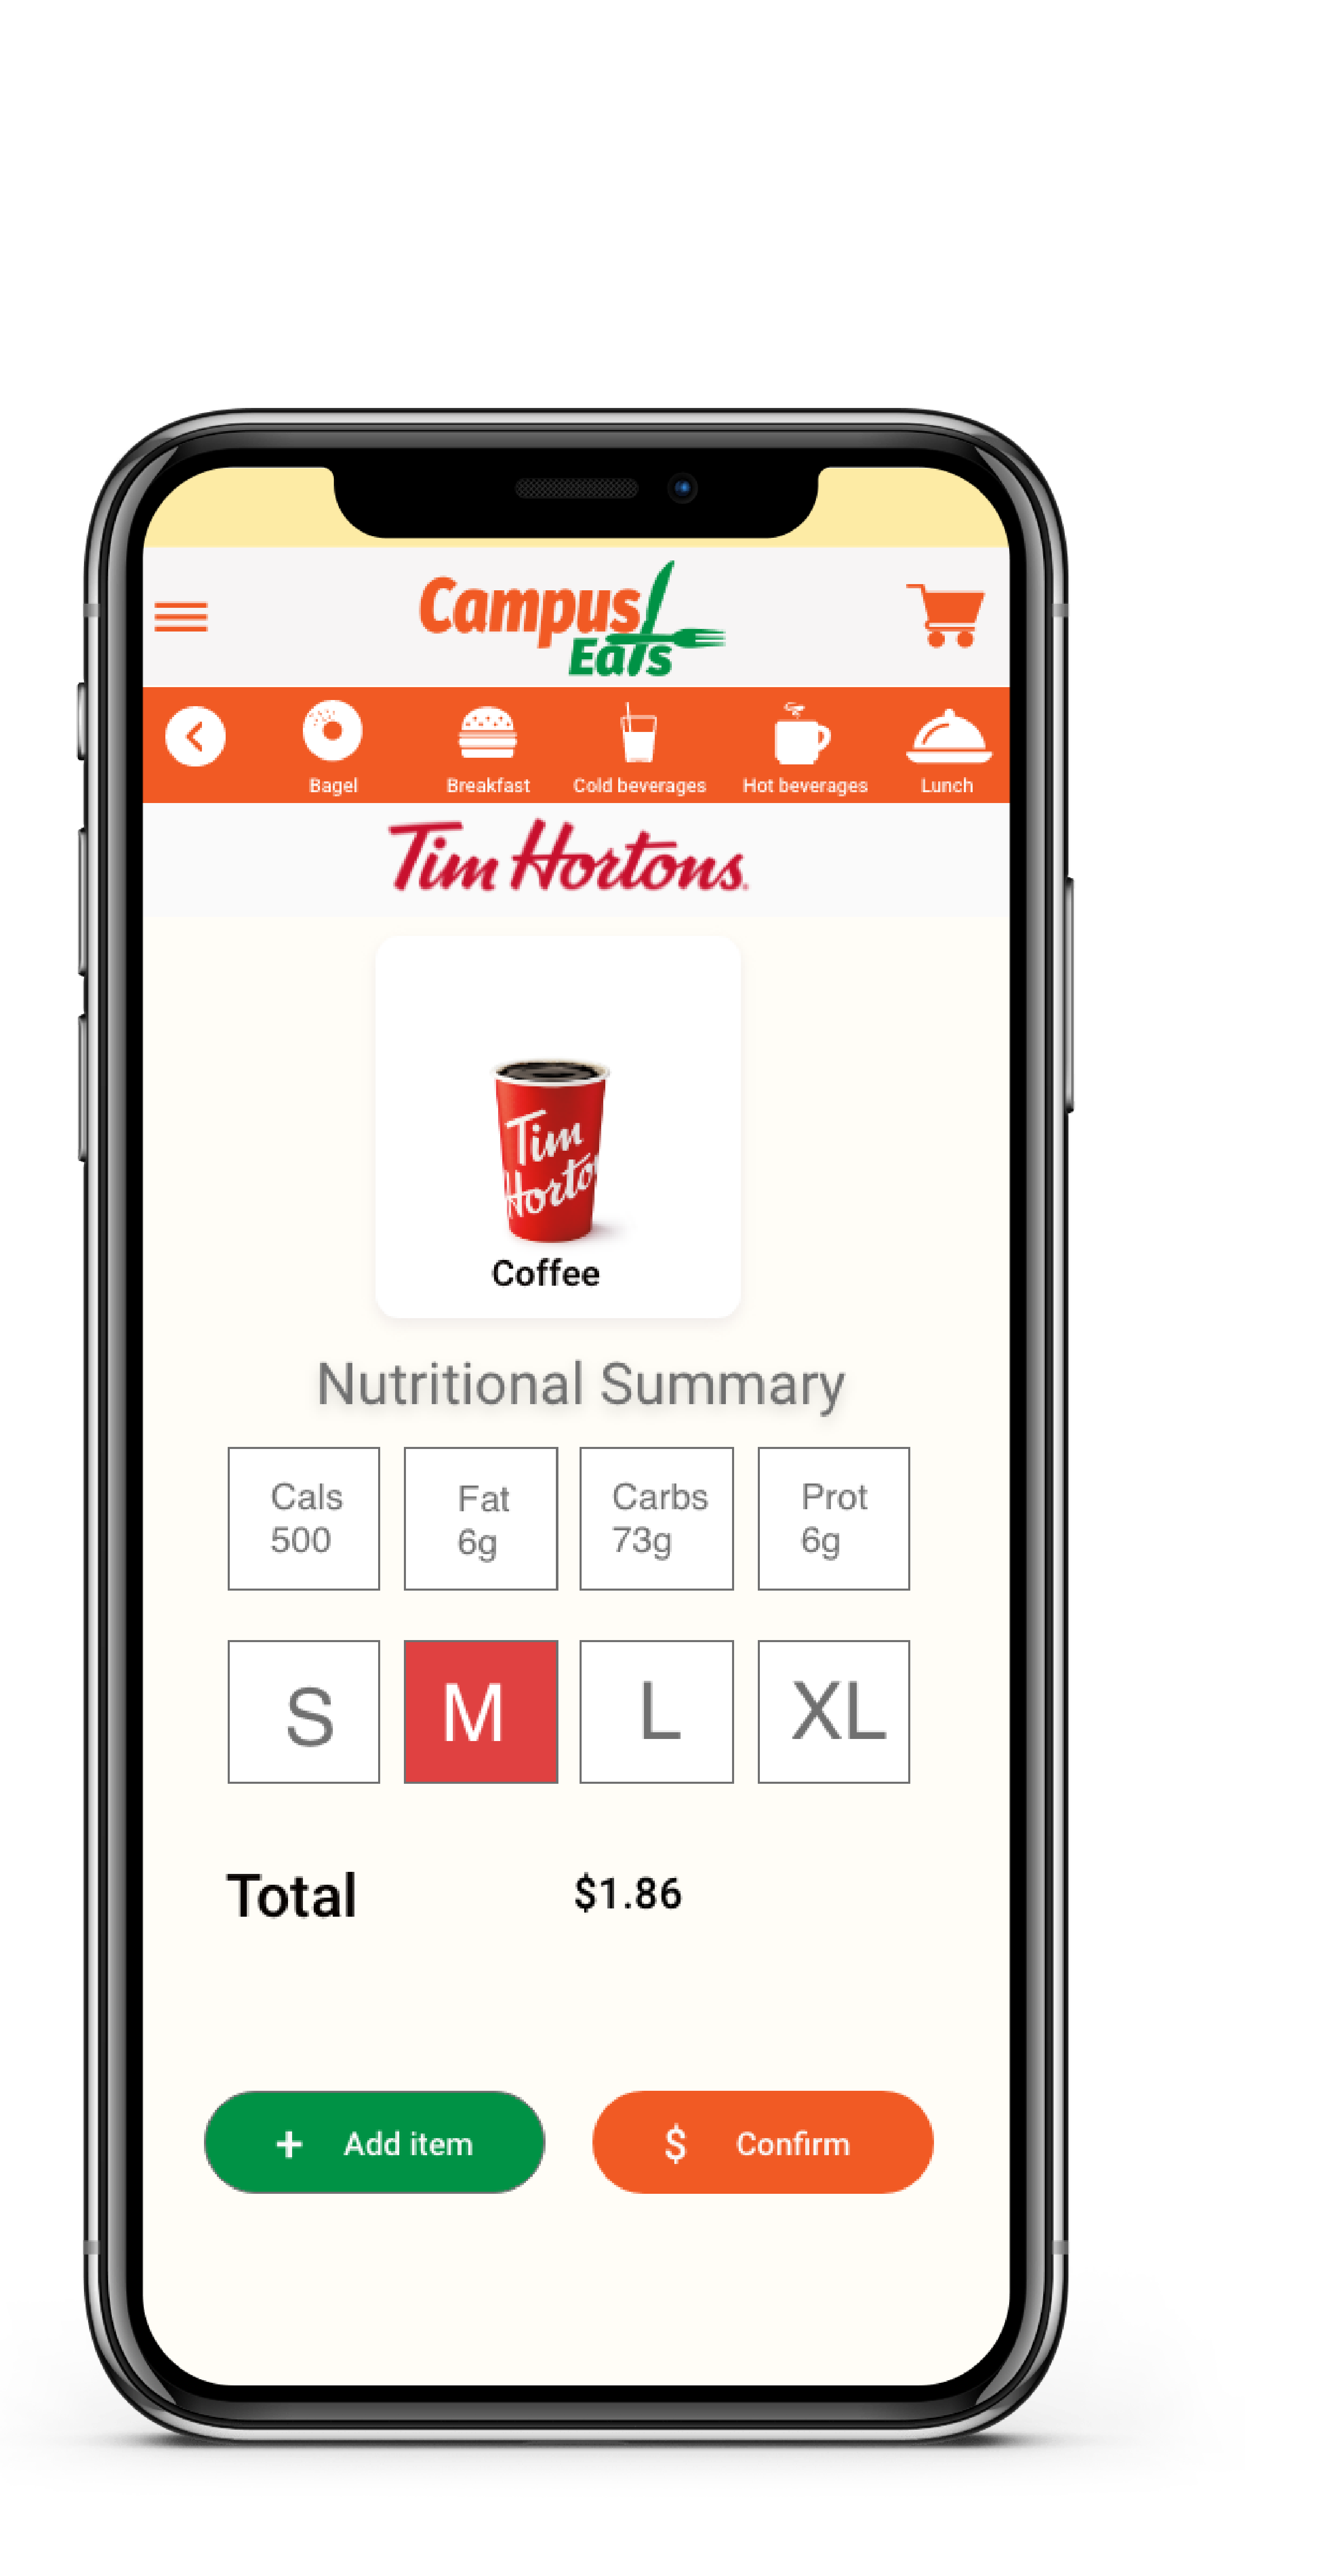 Campus
Eats
Bagel
Breakfast
Cold beverages
Hot beverages
Lunch
Tim Hortons
Tim
Horto
Coffee
Nutritional Summary
Cals
500
Fat
6g
Carbs
73g
Prot
6g
S
M
L
XL
Total
$1.86
+ Add item
$ Confirm